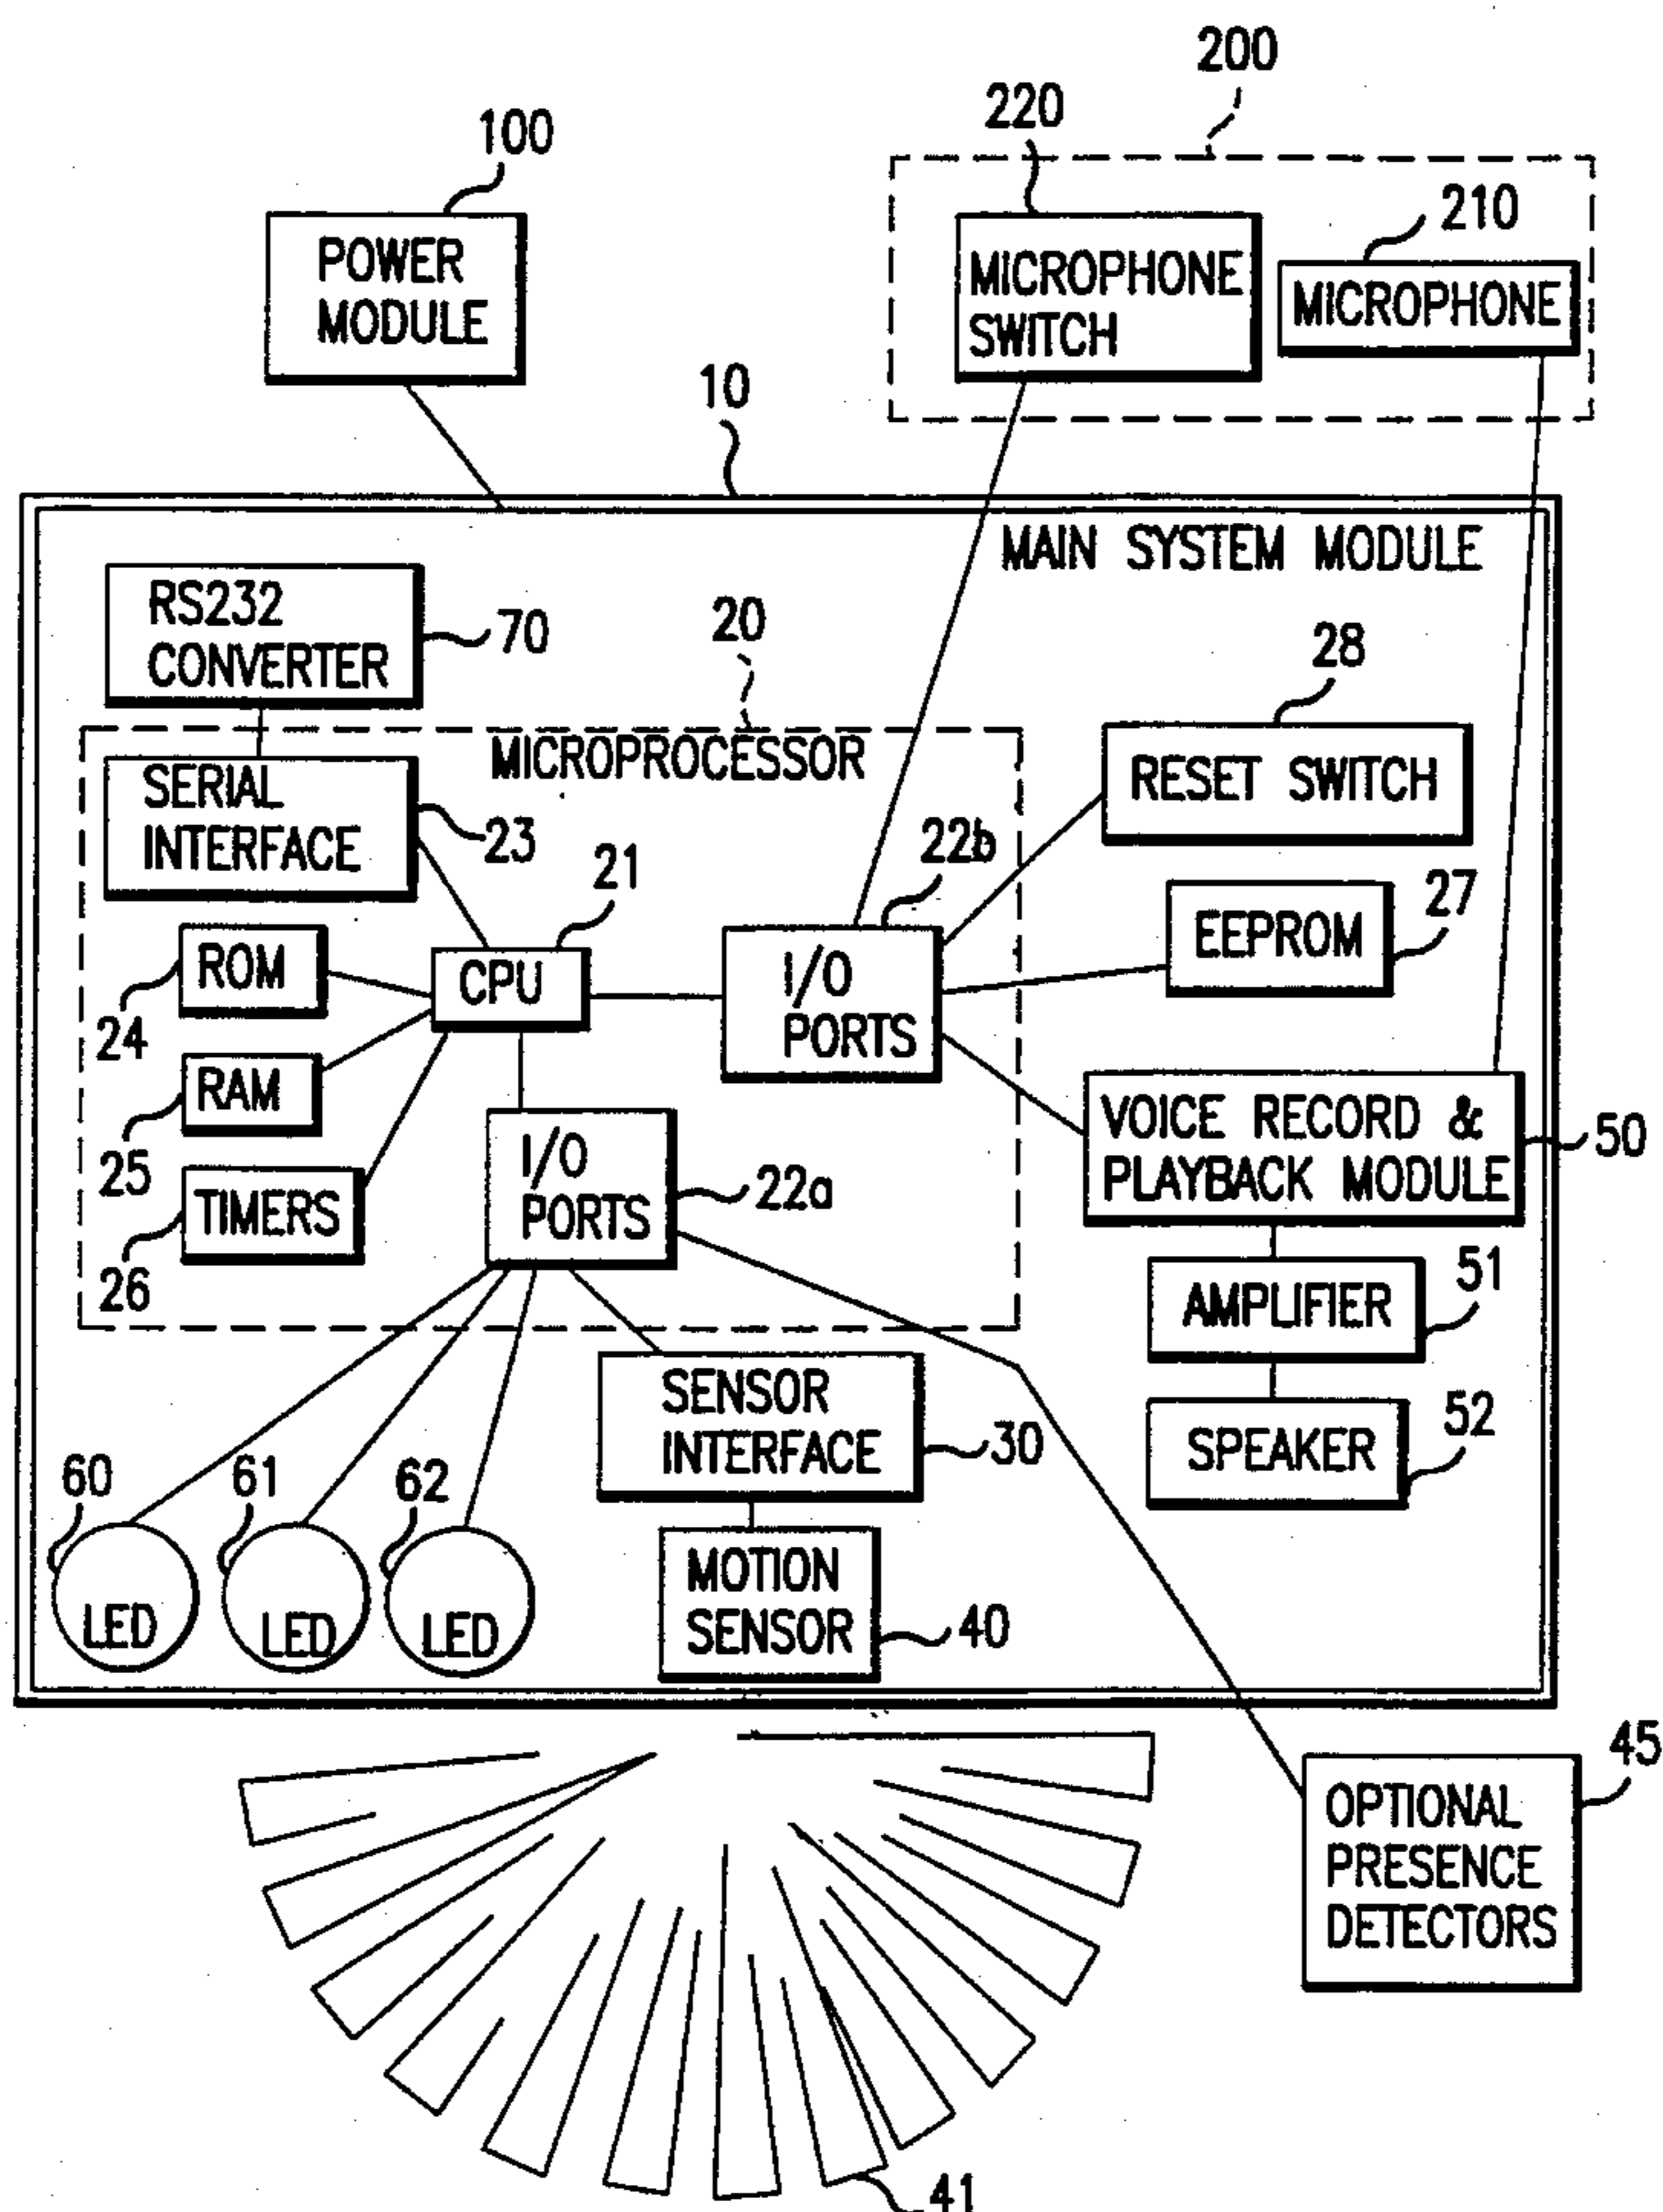 200
220
100
210
POWER
MODULE
MICROPHONE
SWITCH
MICROPHONE
10
MAIN SYSTEM MODULE
RS232
CONVERTER
70
20
28
MICROPROCESSOR
RESET SWITCH
SERIAL
INTERFACE
23
21
22b
27
EEPROM
ROM
CPU
I/O
PORTS
24
RAM
25
I/O
PORTS
22a
VOICE RECORD &
PLAYBACK MODULE
50
TIMERS
26
51
AMPLIFIER
SENSOR
INTERFACE
30
52
SPEAKER
60
61
62
LED
LED
LED
MOTION
SENSOR
40
45
OPTIONAL
PRESENCE
DETECTORS
41